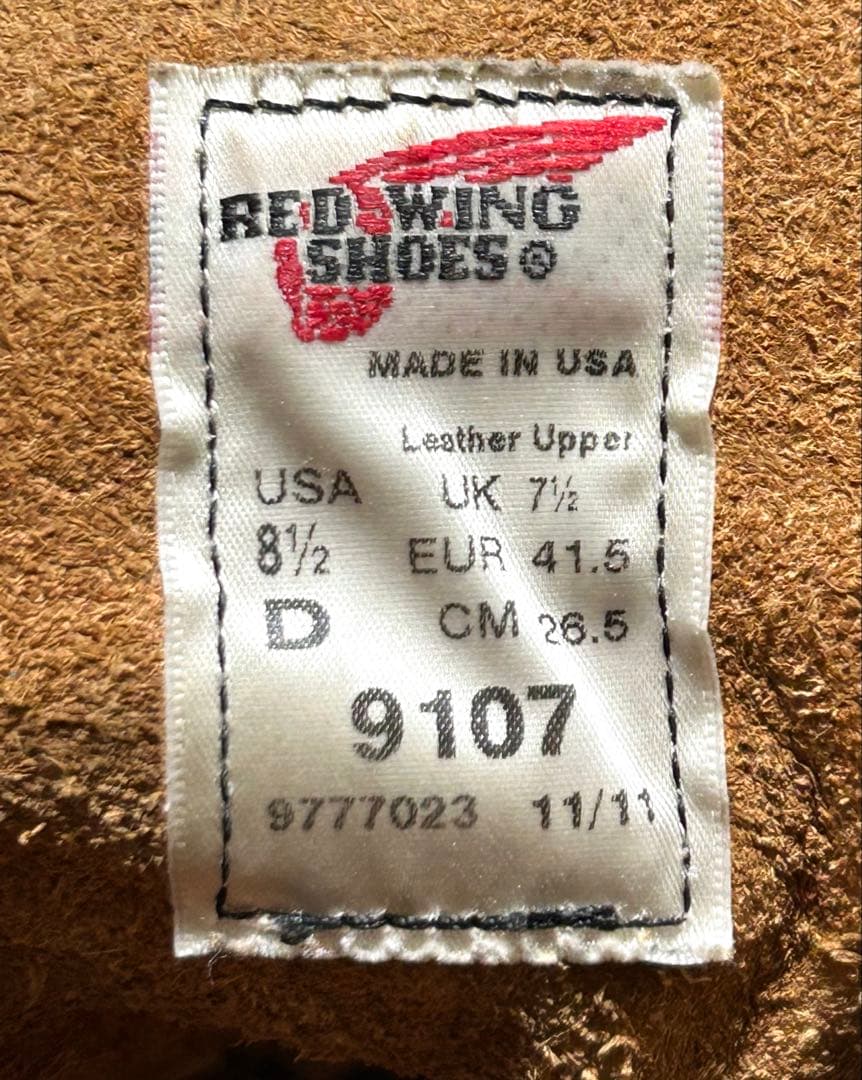 RED WING
SHOES®
MADE IN USA
Leather Upper
USA UK 7½
8½ EUR 41.5
D CM 26.5
9107
9777023 11/11